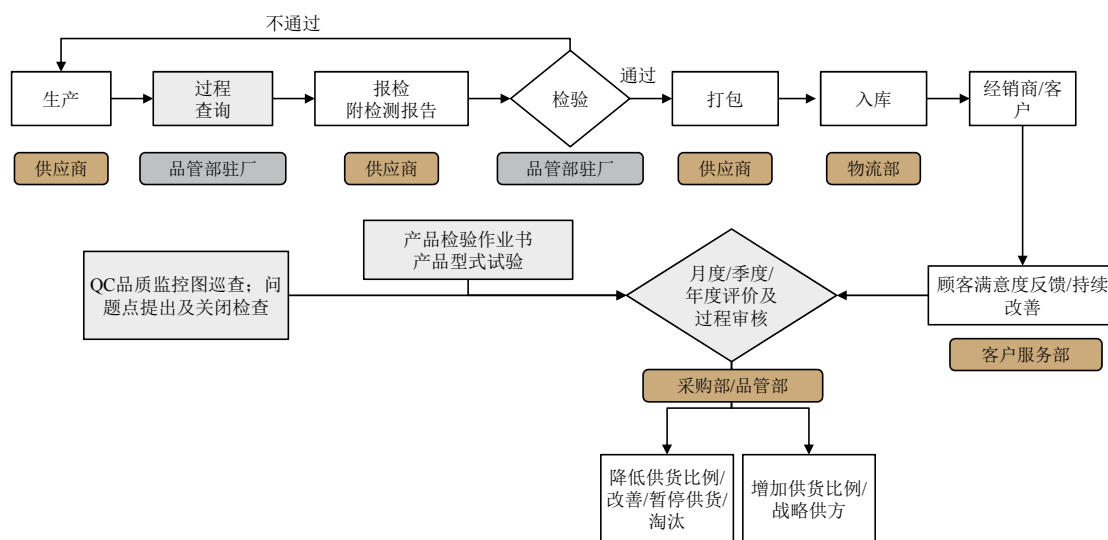 不通过
生产
过程
查询
报检
附检测报告
检验
通过
打包
入库
经销商/客
户
供应商
品管部驻厂
供应商
品管部驻厂
供应商
物流部
产品检验作业书
产品型式试验
QC品质监控图巡查；问
题点提出及关闭检查
月度/季度/
年度评价及
过程审核
顾客满意度反馈/持续
改善
客户服务部
采购部/品管部
降低供货比例/
改善/暂停供货/
淘汰
增加供货比例/
战略供方